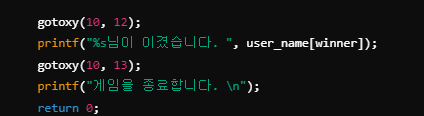 gotoxy(10, 12);
printf("%s님이 이겼습니다. ", user_name[winner]);
gotoxy(10, 13);
printf("게임을 종료합니다. \n");
return 0;